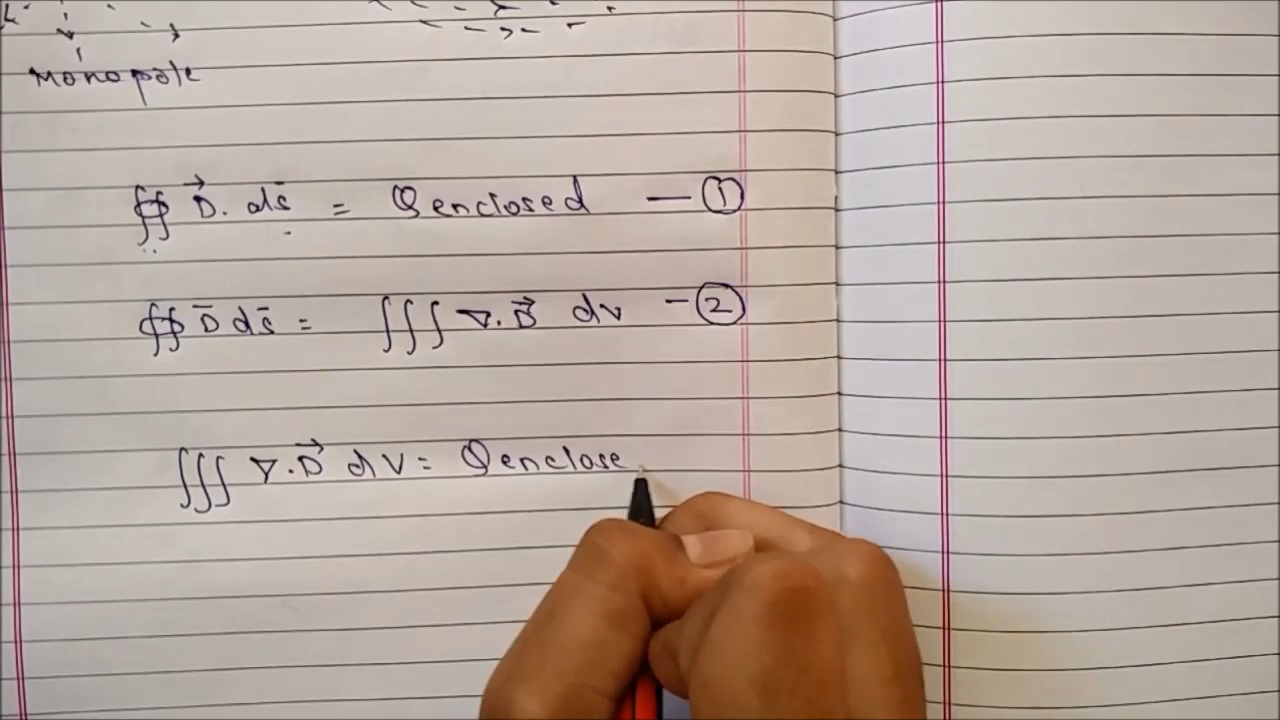 Monopole
∯ D⃗. ds̄ = Qenclosed — ①
∯ D̄ ds̄ = ∭ ∇. D⃗ dv - ②
∭ ∇. D⃗ dV = Qenclose